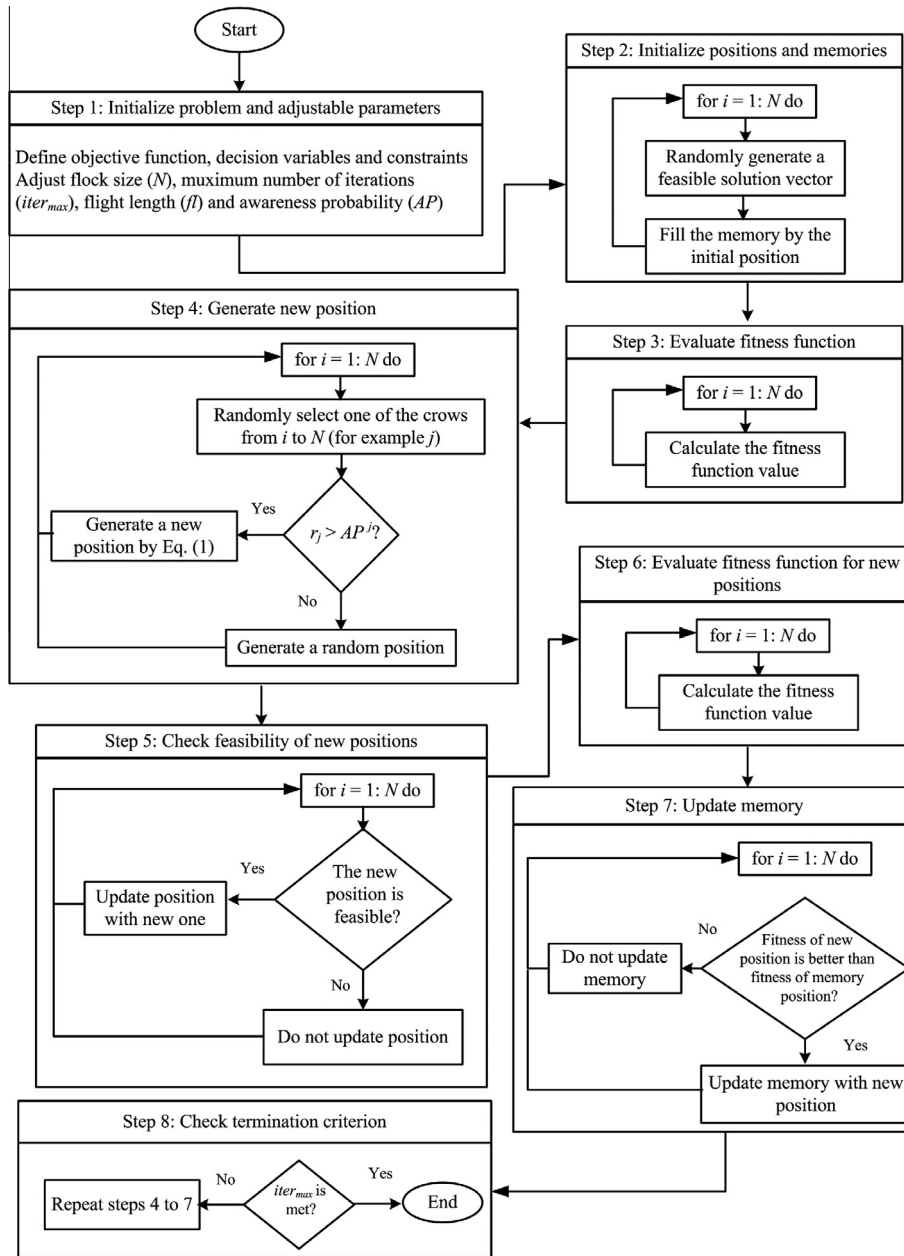 Start
Step 1: Initialize problem and adjustable parameters
Define objective function, decision variables and constraints
Adjust flock size (N), muximum number of iterations
(iter_max), flight length (fl) and awareness probability (AP)
Step 2: Initialize positions and memories
for i = 1: N do
Randomly generate a
feasible solution vector
Fill the memory by the
initial position
Step 3: Evaluate fitness function
for i = 1: N do
Calculate the fitness
function value
Step 4: Generate new position
for i = 1: N do
Randomly select one of the crows
from i to N (for example j)
r_j > AP^j?
Yes
Generate a new
position by Eq. (1)
No
Generate a random position
Step 5: Check feasibility of new positions
for i = 1: N do
The new
position is
feasible?
Yes
Update position
with new one
No
Do not update position
Step 6: Evaluate fitness function for new
positions
for i = 1: N do
Calculate the fitness
function value
Step 7: Update memory
for i = 1: N do
Fitness of new
position is better than
fitness of memory
position?
No
Do not update
memory
Yes
Update memory with new
position
Step 8: Check termination criterion
iter_max is
met?
No
Repeat steps 4 to 7
Yes
End